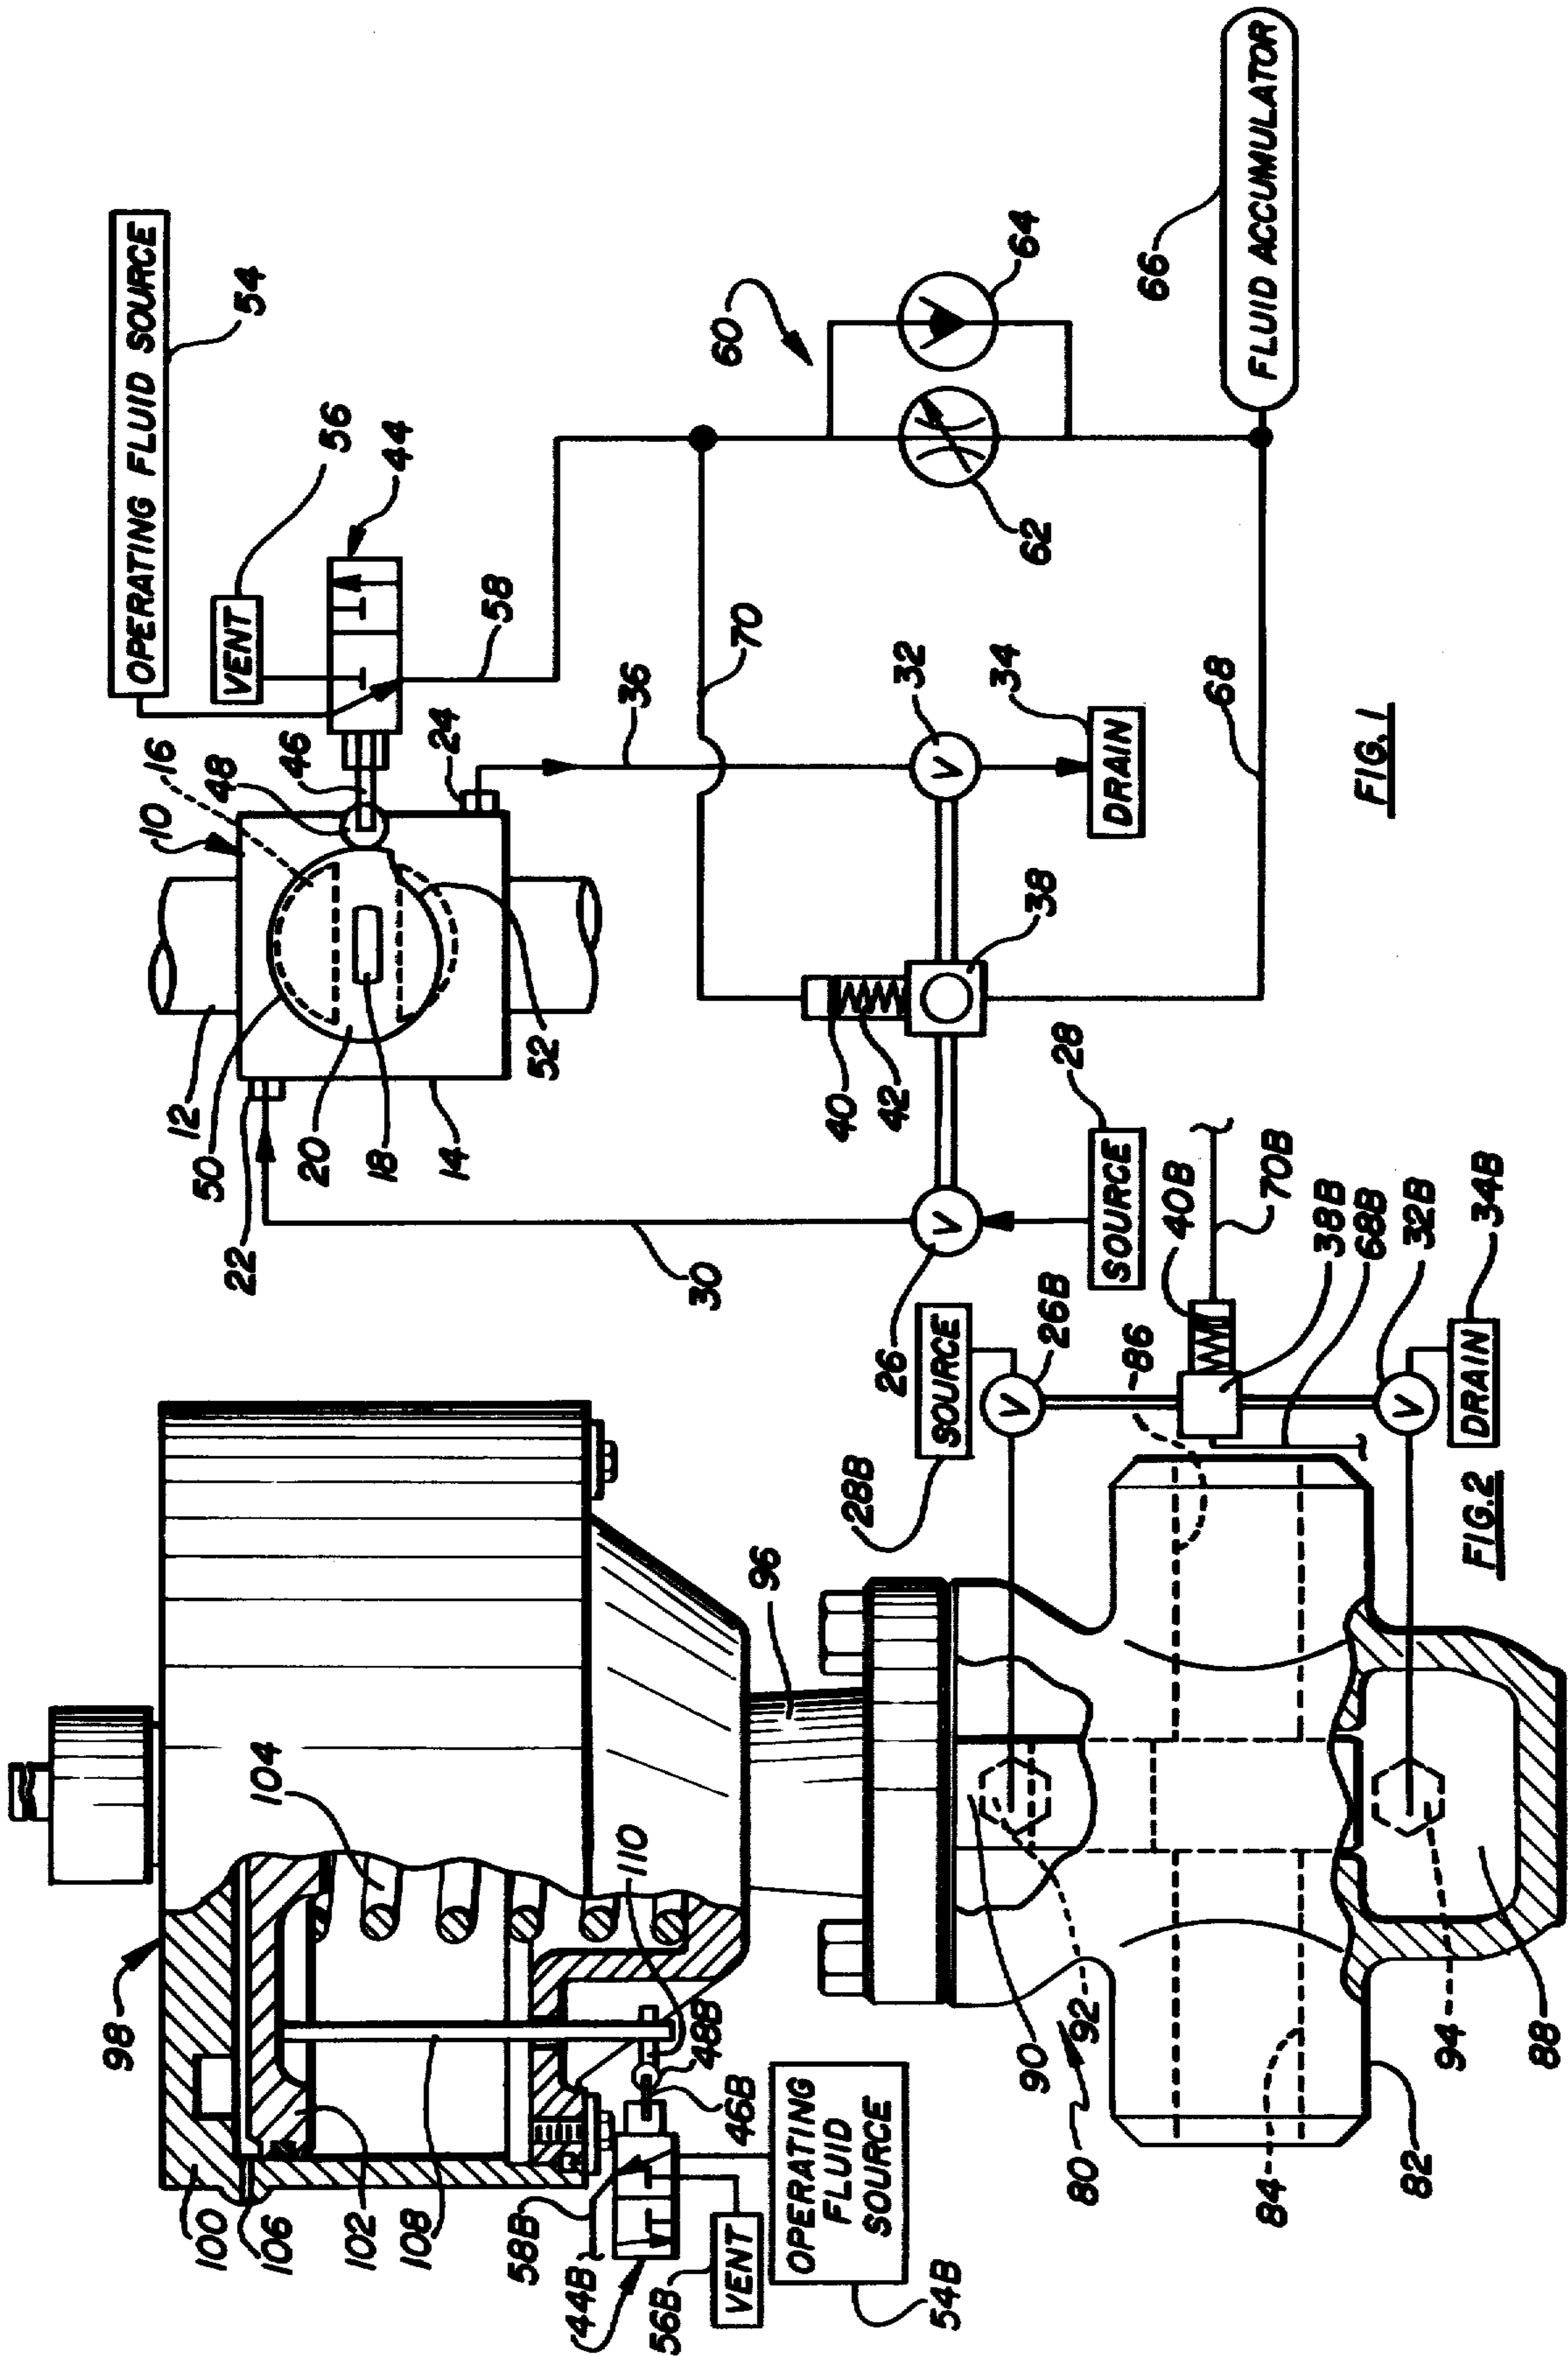 OPERATING FLUID SOURCE
54
VENT
56
44
10
16
48
46
24
12
50
22
20
18
14
52
58
60
64
62
70
36
32
34
DRAIN
38
40
42
28
SOURCE
26
30
68
66
FLUID ACCUMULATOR
FIG. 1
98
100
106
102
108
104
110
58B
44B
56B
VENT
46B
48B
OPERATING
FLUID
SOURCE
54B
96
28B
SOURCE
26B
86
40B
70B
38B
68B
32B
DRAIN
34B
90
92
80
84
82
94
88
FIG.2
V
V
V
V